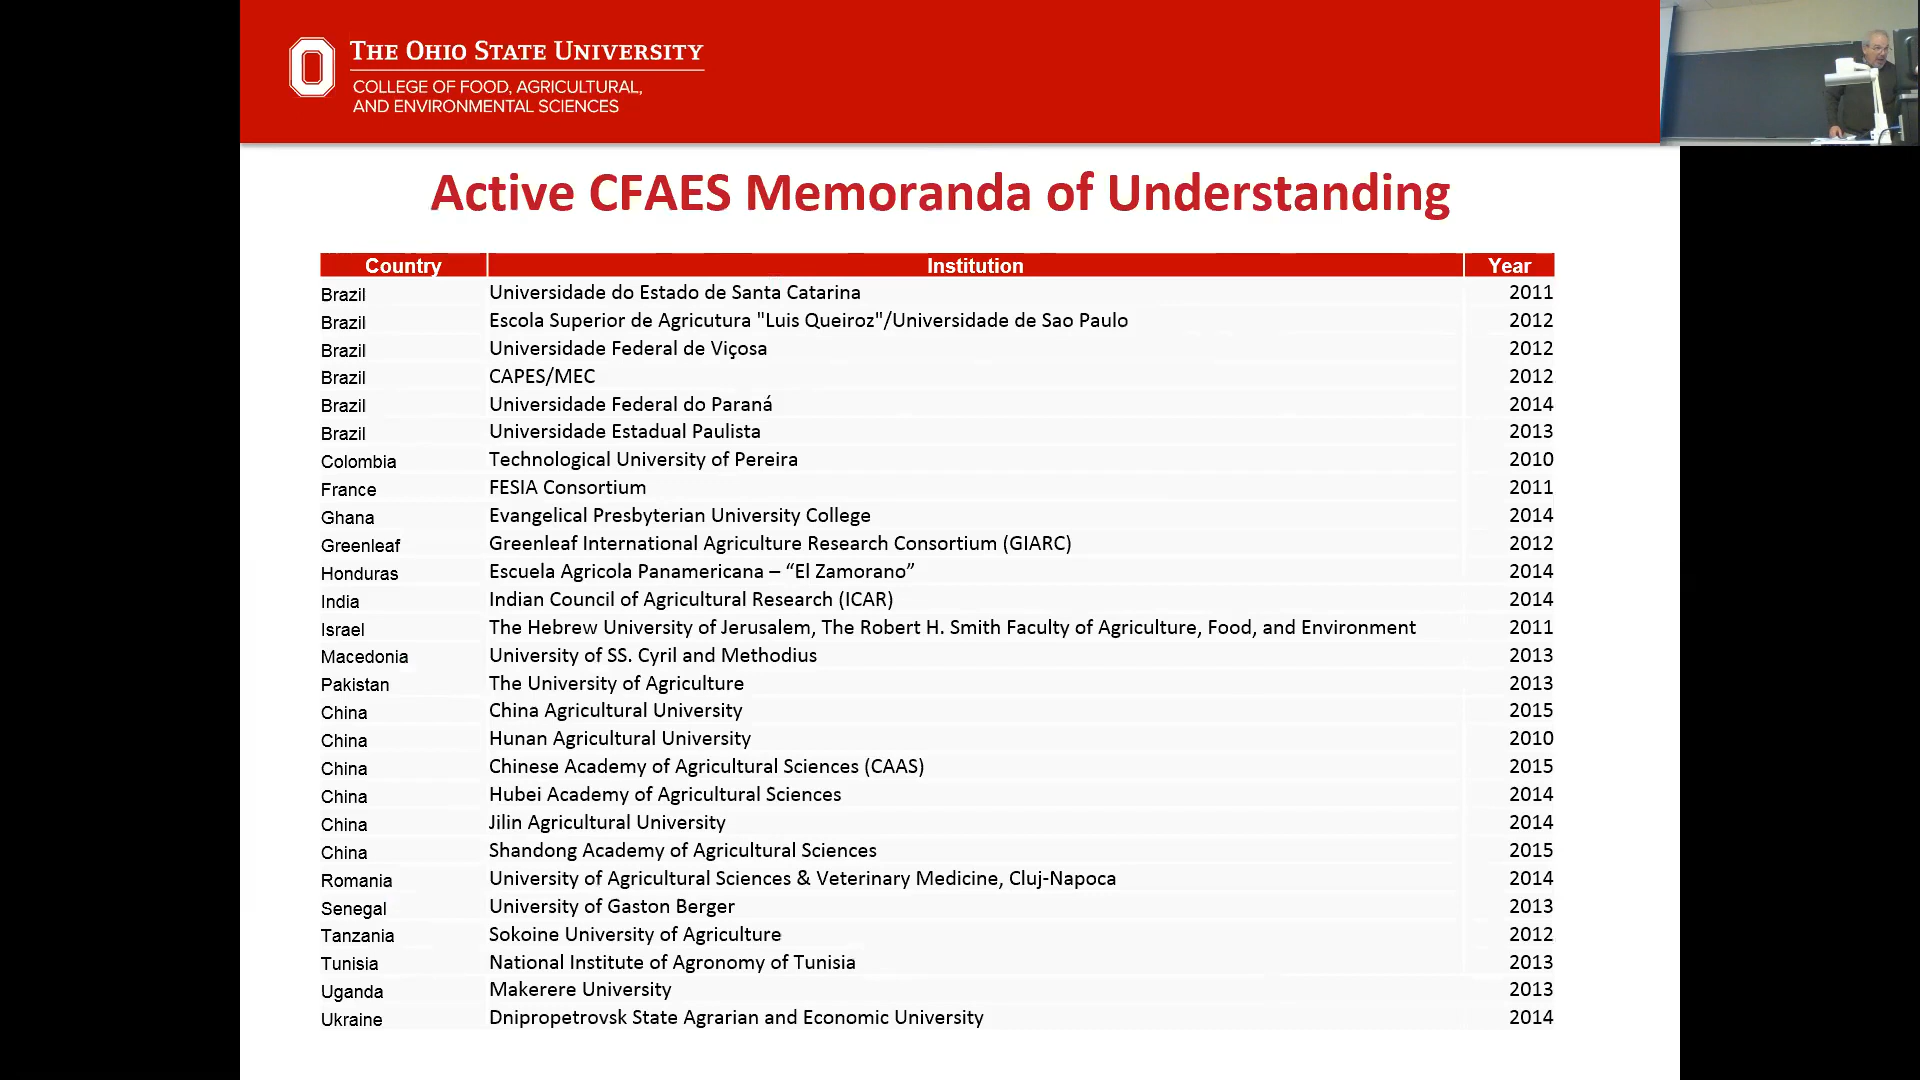 THE OHIO STATE UNIVERSITY
COLLEGE OF FOOD, AGRICULTURAL,
AND ENVIRONMENTAL SCIENCES
Active CFAES Memoranda of Understanding
Country Institution Year
Brazil Universidade do Estado de Santa Catarina 2011
Brazil Escola Superior de Agricutura "Luis Queiroz"/Universidade de Sao Paulo 2012
Brazil Universidade Federal de Viçosa 2012
Brazil CAPES/MEC 2012
Brazil Universidade Federal do Paraná 2014
Brazil Universidade Estadual Paulista 2013
Colombia Technological University of Pereira 2010
France FESIA Consortium 2011
Ghana Evangelical Presbyterian University College 2014
Greenleaf Greenleaf International Agriculture Research Consortium (GIARC) 2012
Honduras Escuela Agricola Panamericana – “El Zamorano” 2014
India Indian Council of Agricultural Research (ICAR) 2014
Israel The Hebrew University of Jerusalem, The Robert H. Smith Faculty of Agriculture, Food, and Environment 2011
Macedonia University of SS. Cyril and Methodius 2013
Pakistan The University of Agriculture 2013
China China Agricultural University 2015
China Hunan Agricultural University 2010
China Chinese Academy of Agricultural Sciences (CAAS) 2015
China Hubei Academy of Agricultural Sciences 2014
China Jilin Agricultural University 2014
China Shandong Academy of Agricultural Sciences 2015
Romania University of Agricultural Sciences & Veterinary Medicine, Cluj-Napoca 2014
Senegal University of Gaston Berger 2013
Tanzania Sokoine University of Agriculture 2012
Tunisia National Institute of Agronomy of Tunisia 2013
Uganda Makerere University 2013
Ukraine Dnipropetrovsk State Agrarian and Economic University 2014